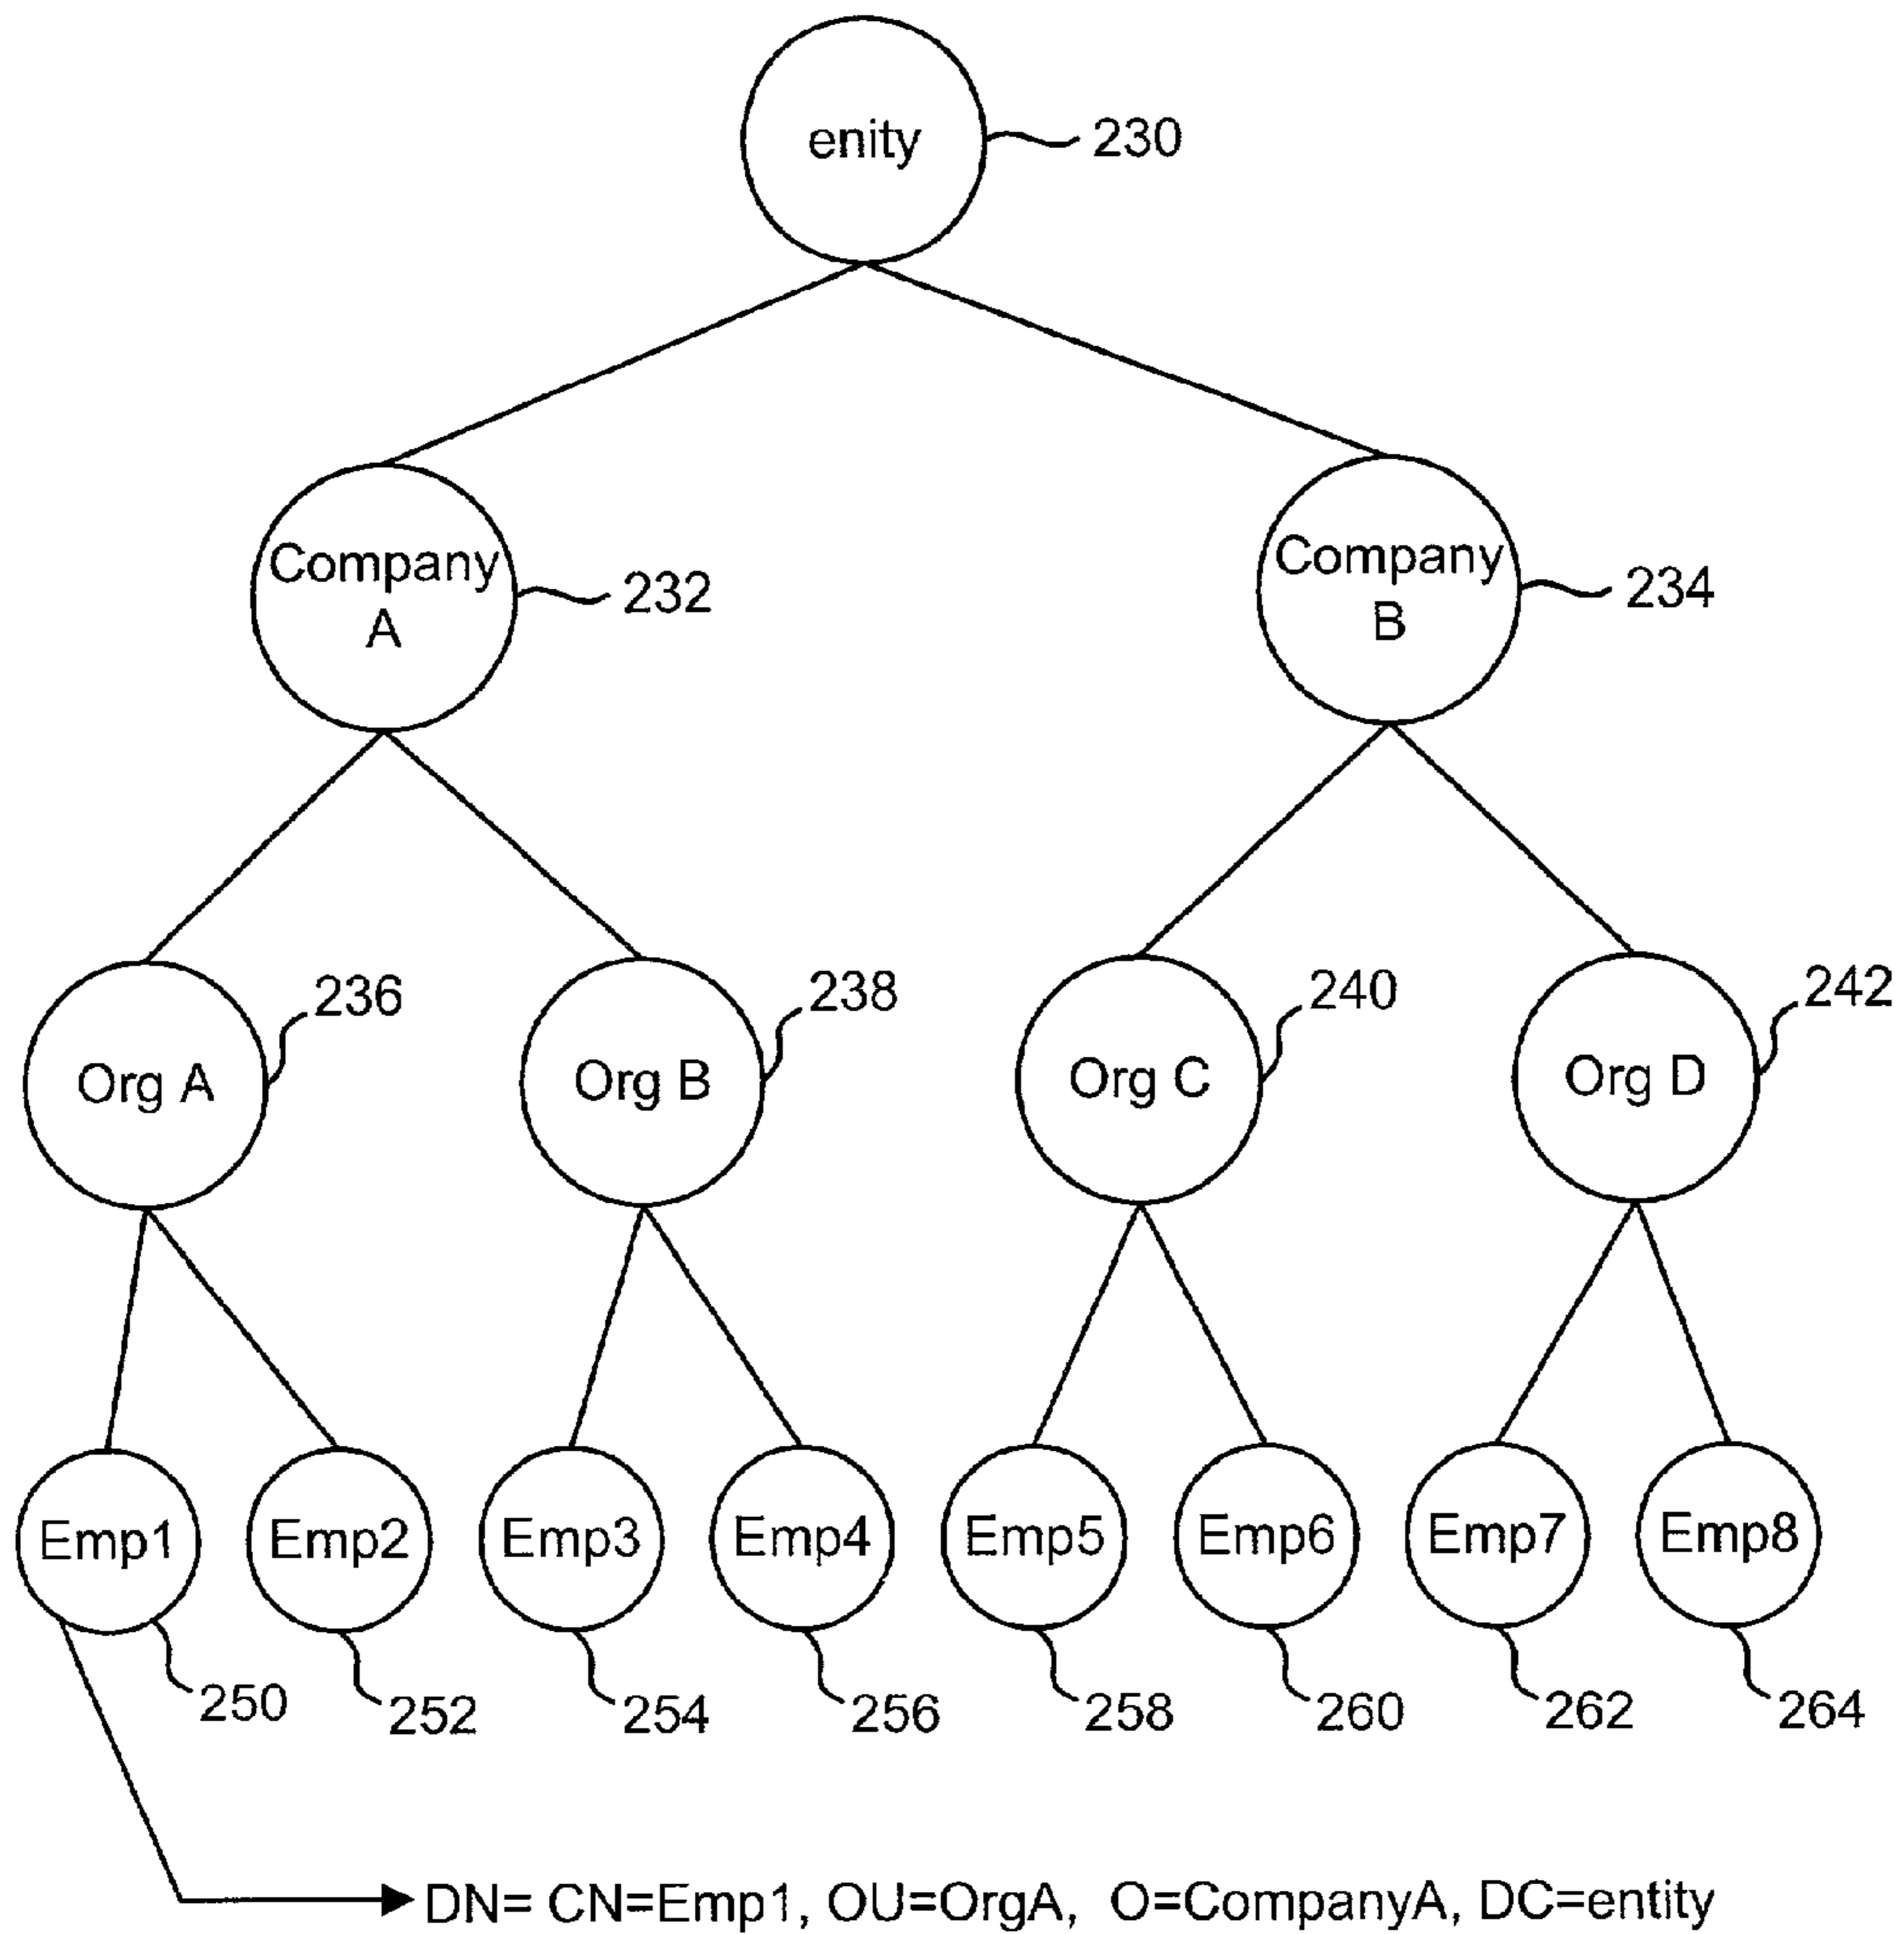 enity
230
Company
A
232
Company
B
234
Org A
236
Org B
238
Org C
240
Org D
242
Emp1
Emp2
Emp3
Emp4
Emp5
Emp6
Emp7
Emp8
250
252
254
256
258
260
262
264
DN= CN=Emp1, OU=OrgA, O=CompanyA, DC=entity